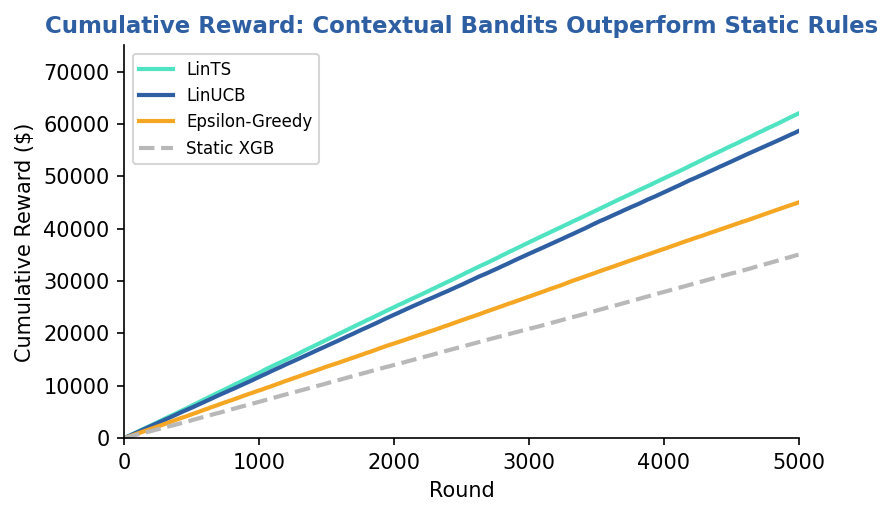 Cumulative Reward: Contextual Bandits Outperform Static Rules
LinTS
LinUCB
Epsilon-Greedy
Static XGB
Cumulative Reward ($)
70000
60000
50000
40000
30000
20000
10000
0
0 1000 2000 3000 4000 5000
Round